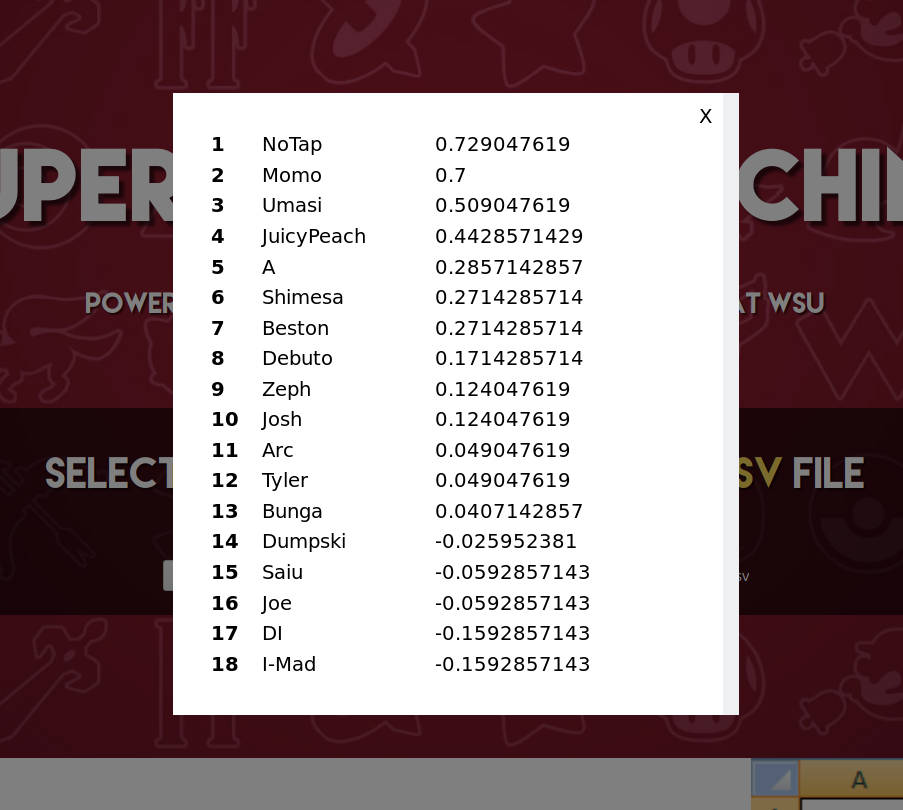 X
1 NoTap 0.729047619
2 Momo 0.7
UPER CHI
3 Umasi 0.509047619
4 JuicyPeach 0.4428571429
5 A 0.2857142857
POWER AT WSU
6 Shimesa 0.2714285714
7 Beston 0.2714285714
8 Debuto 0.1714285714
9 Zeph 0.124047619
10 Josh 0.124047619
11 Arc 0.049047619
SELECT SV FILE
12 Tyler 0.049047619
13 Bunga 0.0407142857
14 Dumpski -0.025952381
15 Saiu -0.0592857143
sv
16 Joe -0.0592857143
17 DI -0.1592857143
18 I-Mad -0.1592857143
A